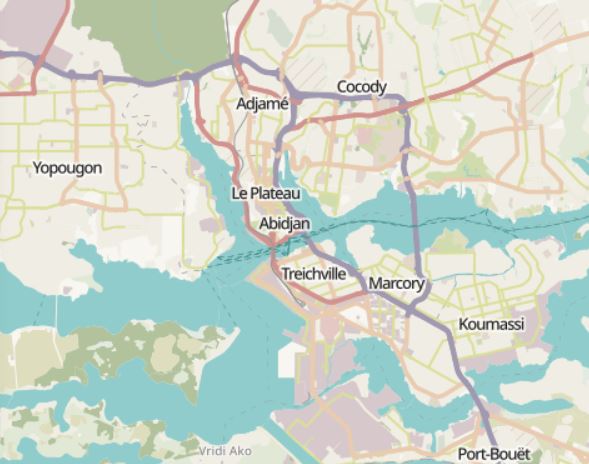 Cocody
Adjamé
Yopougon
Le Plateau
Abidjan
Treichville
Marcory
Koumassi
Vridi Ako
Port-Bouët